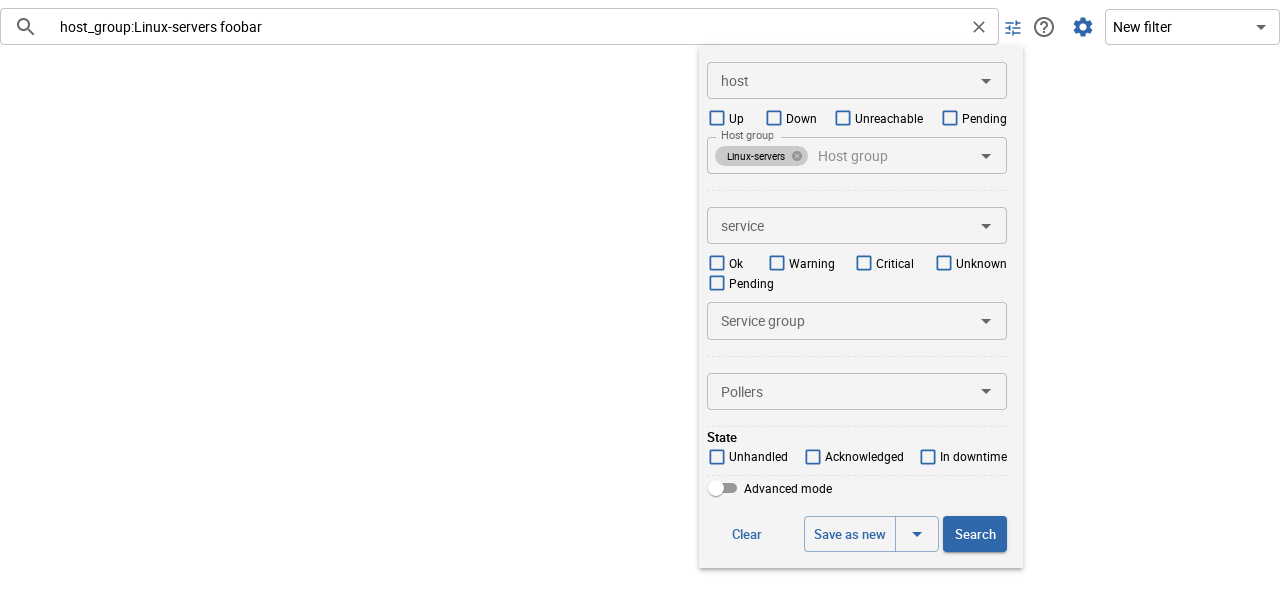 host_group:Linux-servers foobar
New filter
host
Up Down Unreachable Pending
Host group
Linux-servers Host group
service
Ok Warning Critical Unknown
Pending
Service group
Pollers
State
Unhandled Acknowledged In downtime
Advanced mode
Clear Save as new Search